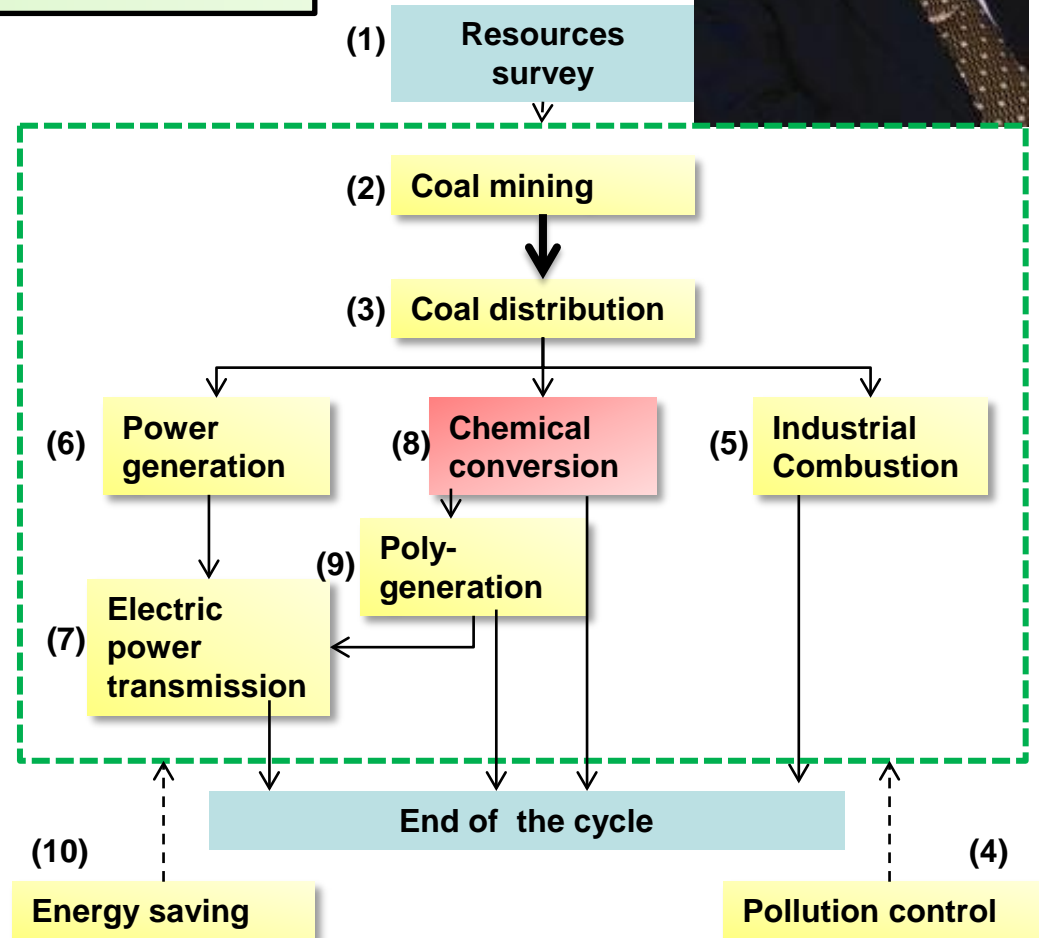 (1)
Resources
survey
(2)
Coal mining
(3)
Coal distribution
(6)
Power
generation
(8)
Chemical
conversion
(5)
Industrial
Combustion
(9)
Poly-
generation
(7)
Electric
power
transmission
End of the cycle
(10)
Energy saving
(4)
Pollution control